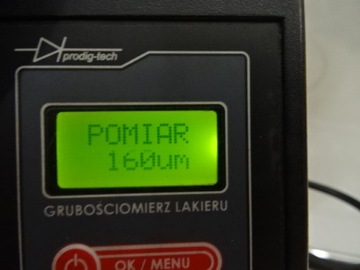 prodig-tech
POMIAR
160um
GRUBOŚCIOMIERZ LAKIERU
OK / MENU